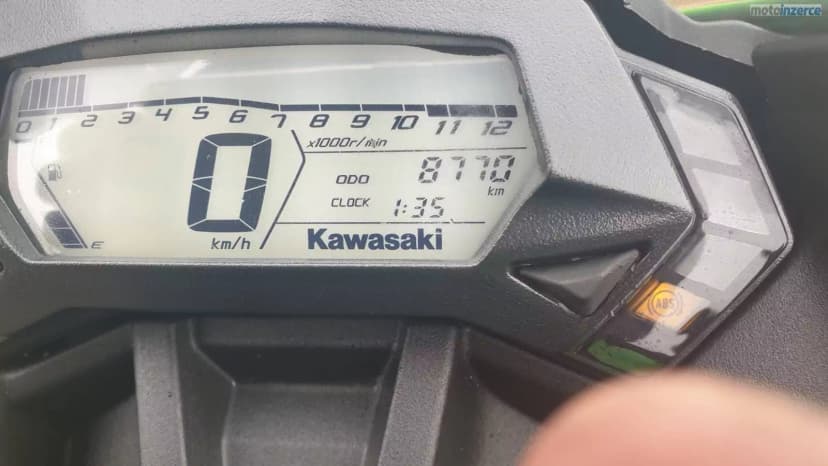 motoinzerce
0 1 2 3 4 5 6 7 8 9 10 11 12
x1000r/min
0
km/h
ODO 8770
km
CLOCK 1:35
E
Kawasaki
ABS